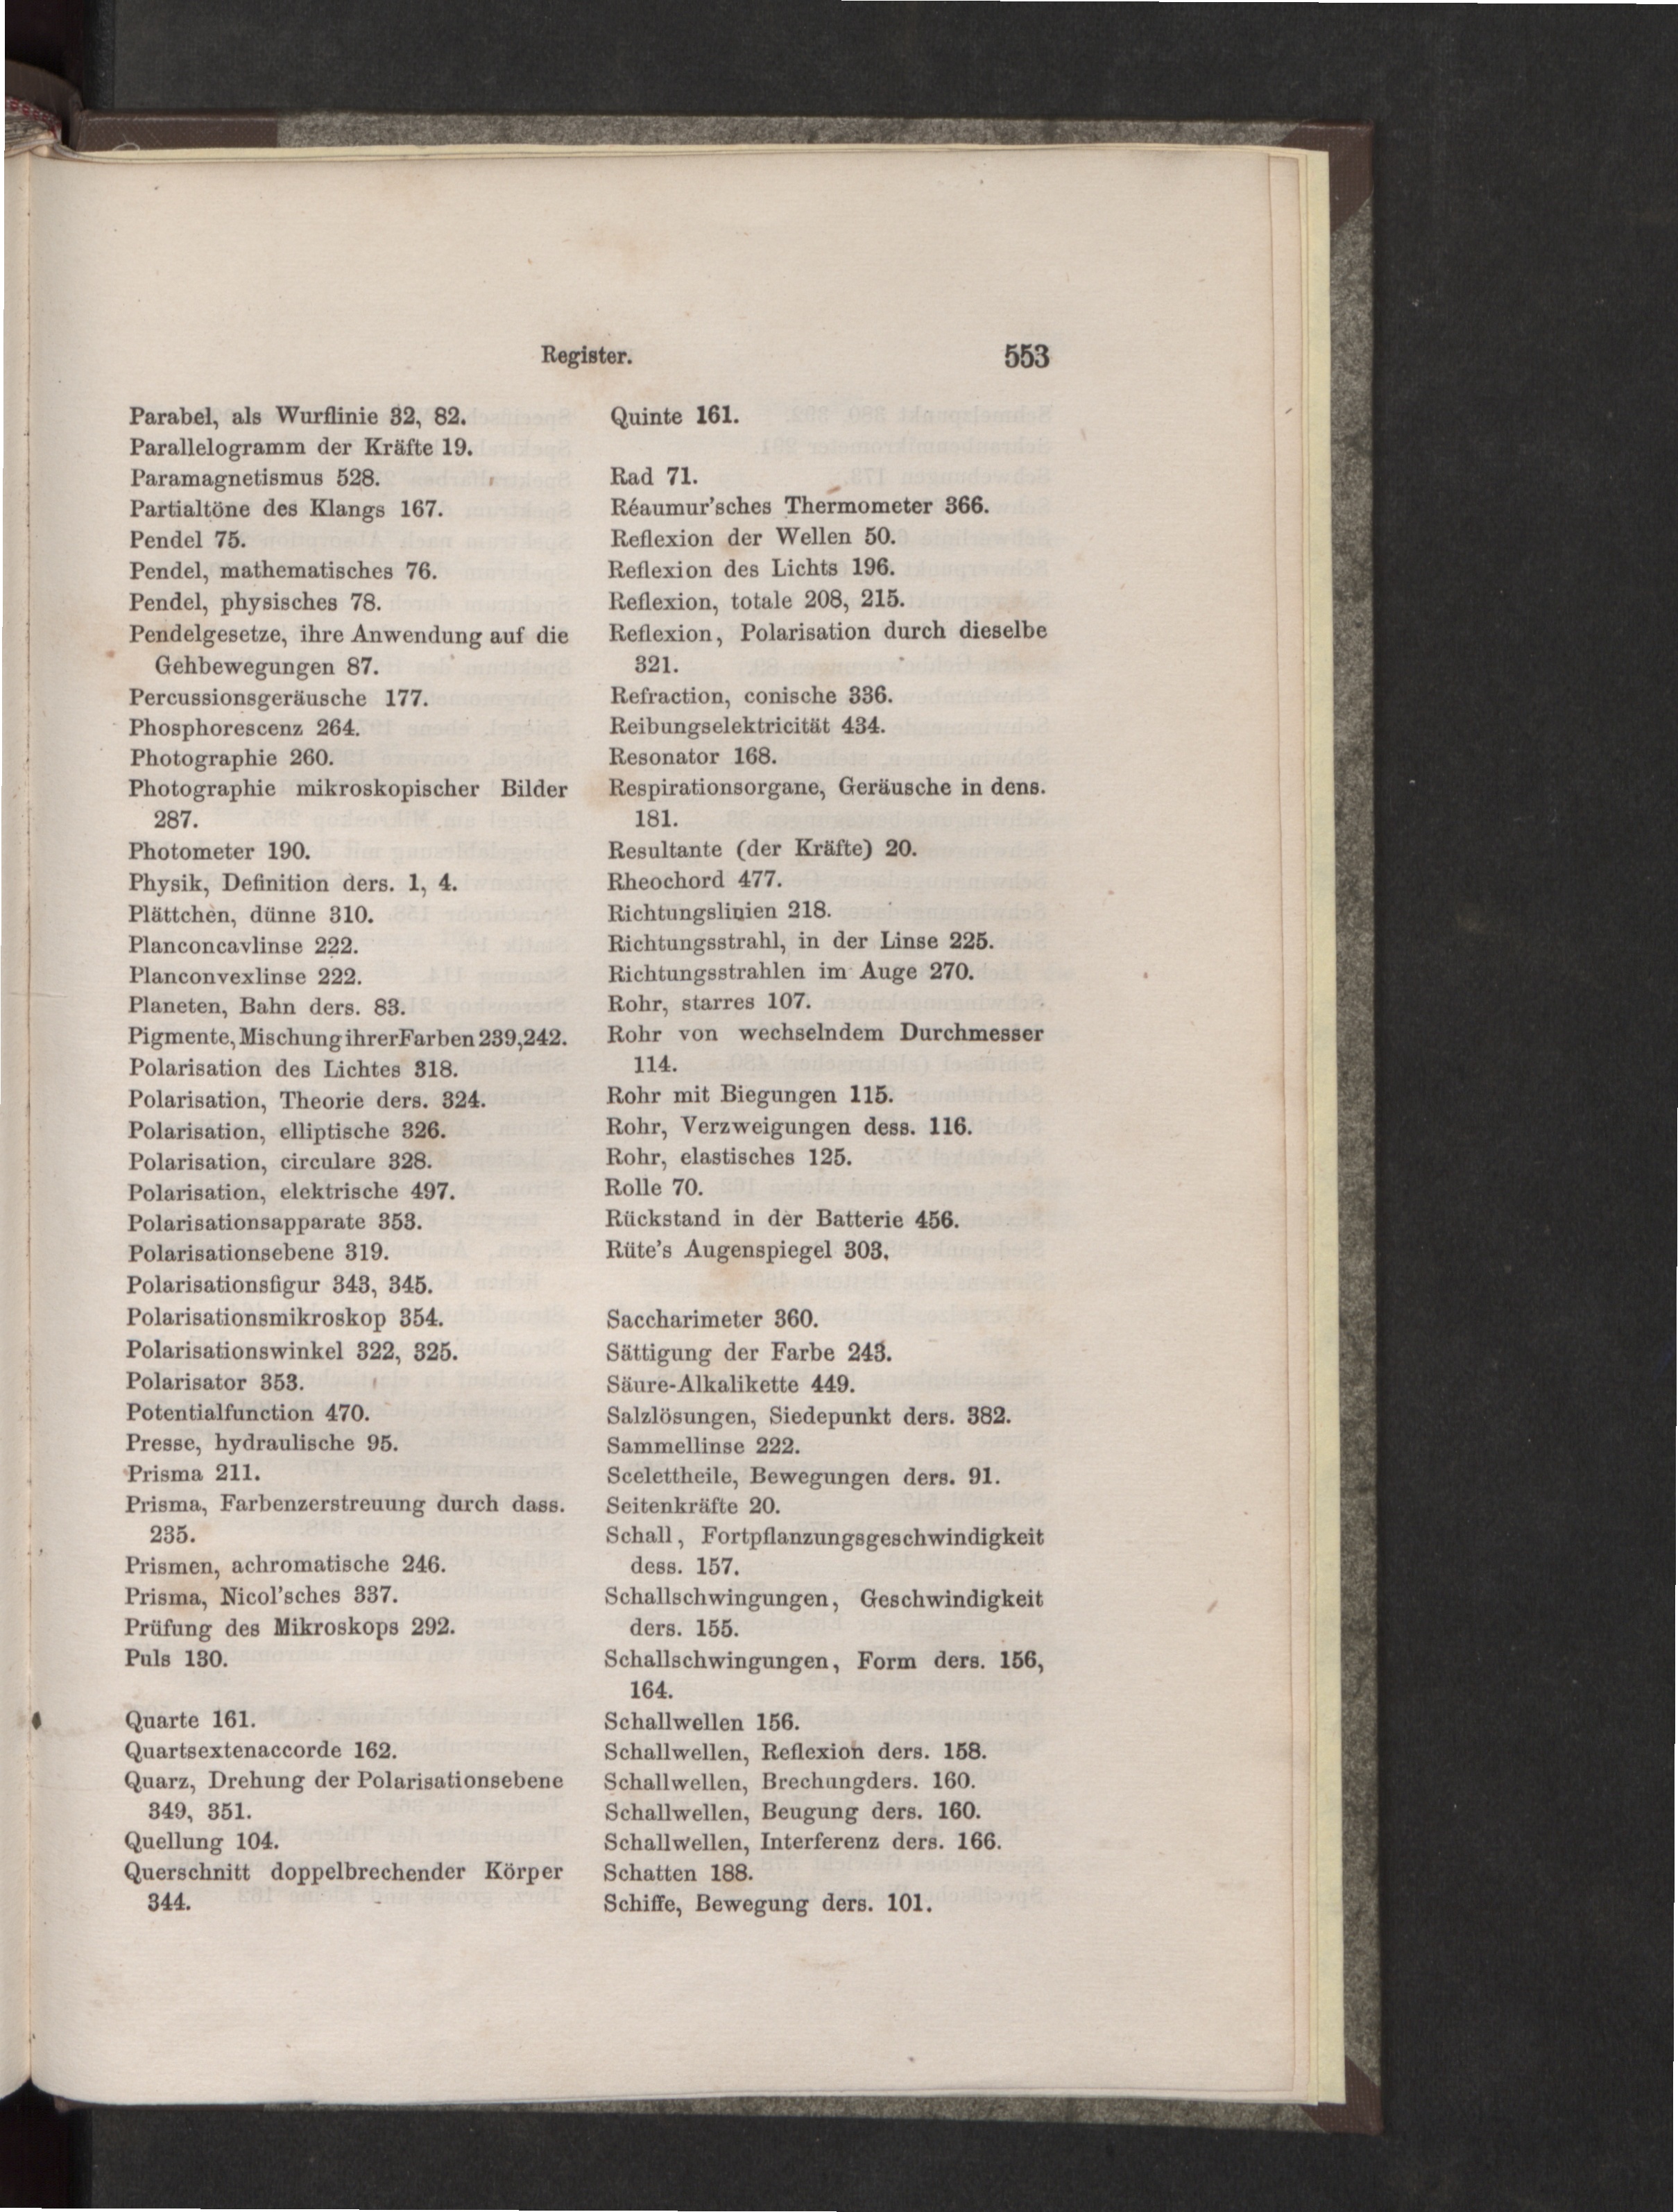 Register.
553
Parabel, als Wurflinie 32, 82.
Parallelogramm der Kräfte 19.
Paramagnetismus 528.
Partialtöne des Klangs 167.
Pendel 75.
Pendel, mathematisches 76.
Pendel, physisches 78.
Pendelgesetze, ihre Anwendung auf die
Gehbewegungen 87.
Percussionsgeräusche 177.
Phosphorescenz 264.
Photographie 260.
Photographie mikroskopischer Bilder
287.
Photometer 190.
Physik, Definition ders. 1, 4.
Plättchen, dünne 310.
Planconcavlinse 222.
Planconvexlinse 222.
Planeten, Bahn ders. 83.
Pigmente, Mischung ihrer Farben 239, 242.
Polarisation des Lichtes 318.
Polarisation, Theorie ders. 324.
Polarisation, elliptische 326.
Polarisation, circulare 328.
Polarisation, elektrische 497.
Polarisationsapparate 353.
Polarisationsebene 319.
Polarisationsfigur 343, 345.
Polarisationsmikroskop 354.
Polarisationswinkel 322, 325.
Polarisator 353.
Potentialfunction 470.
Presse, hydraulische 95.
Prisma 211.
Prisma, Farbenzerstreuung durch dass.
235.
Prismen, achromatische 246.
Prisma, Nicol'sches 337.
Prüfung des Mikroskops 292.
Puls 130.
Quarte 161.
Quartsextenaccorde 162.
Quarz, Drehung der Polarisationsebene
349, 351.
Quellung 104.
Querschnitt doppelbrechender Körper
344.
Quinte 161.
Rad 71.
Réaumur'sches Thermometer 366.
Reflexion der Wellen 50.
Reflexion des Lichts 196.
Reflexion, totale 208, 215.
Reflexion, Polarisation durch dieselbe
321.
Refraction, conische 336.
Reibungselektricität 434.
Resonator 168.
Respirationsorgane, Geräusche in dens.
181.
Resultante (der Kräfte) 20.
Rheochord 477.
Richtungslinien 218.
Richtungsstrahl, in der Linse 225.
Richtungsstrahlen im Auge 270.
Rohr, starres 107.
Rohr von wechselndem Durchmesser
114.
Rohr mit Biegungen 115.
Rohr, Verzweigungen dess. 116.
Rohr, elastisches 125.
Rolle 70.
Rückstand in der Batterie 456.
Rüte's Augenspiegel 303.
Saccharimeter 360.
Sättigung der Farbe 243.
Säure-Alkalikette 449.
Salzlösungen, Siedepunkt ders. 382.
Sammellinse 222.
Scelettheile, Bewegungen ders. 91.
Seitenkräfte 20.
Schall, Fortpflanzungsgeschwindigkeit
dess. 157.
Schallschwingungen, Geschwindigkeit
ders. 155.
Schallschwingungen, Form ders. 156,
164.
Schallwellen 156.
Schallwellen, Reflexion ders. 158.
Schallwellen, Brechungders. 160.
Schallwellen, Beugung ders. 160.
Schallwellen, Interferenz ders. 166.
Schatten 188.
Schiffe, Bewegung ders. 101.